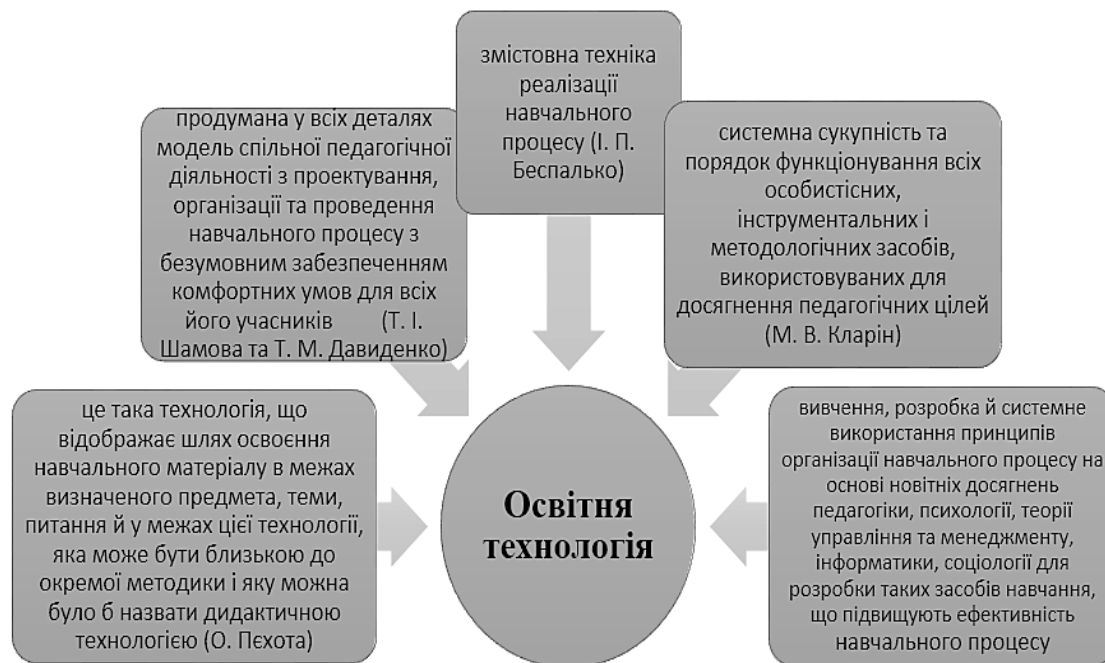 змістовна техніка
реалізації
навчального
процесу (І. П.
Беспалько)
продумана у всіх деталях
модель спільної педагогічної
діяльності з проектування,
організації та проведення
навчального процесу з
безумовним забезпеченням
комфортних умов для всіх
його учасників (Т. І.
Шамова та Т. М. Давиденко)
системна сукупність та
порядок функціонування всіх
особистісних,
інструментальних і
методологічних засобів,
використовуваних для
досягнення педагогічних цілей
(М. В. Кларін)
це така технологія, що
відображає шлях освоєння
навчального матеріалу в межах
визначеного предмета, теми,
питання й у межах цієї технології,
яка може бути близькою до
окремої методики і яку можна
було б назвати дидактичною
технологією (О. Пєхота)
Освітня
технологія
вивчення, розробка й системне
використання принципів
організації навчального процесу на
основі новітніх досягнень
педагогіки, психології, теорії
управління та менеджменту,
інформатики, соціології для
розробки таких засобів навчання,
що підвищують ефективність
навчального процесу